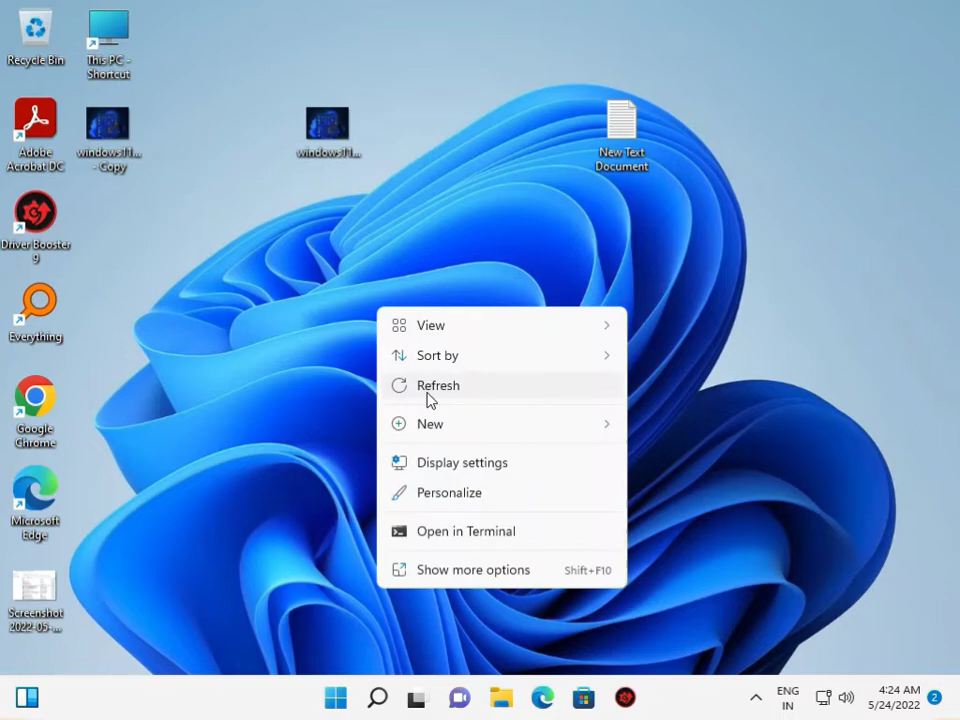 Recycle Bin
This PC -
Shortcut
Adobe
Acrobat DC
windows11...
- Copy
windows11...
New Text
Document
Driver Booster
9
Everything
Google
Chrome
Microsoft
Edge
Screenshot
2022-05-...
View
Sort by
Refresh
New
Display settings
Personalize
Open in Terminal
Show more options Shift+F10
ENG
IN
4:24 AM
5/24/2022
2